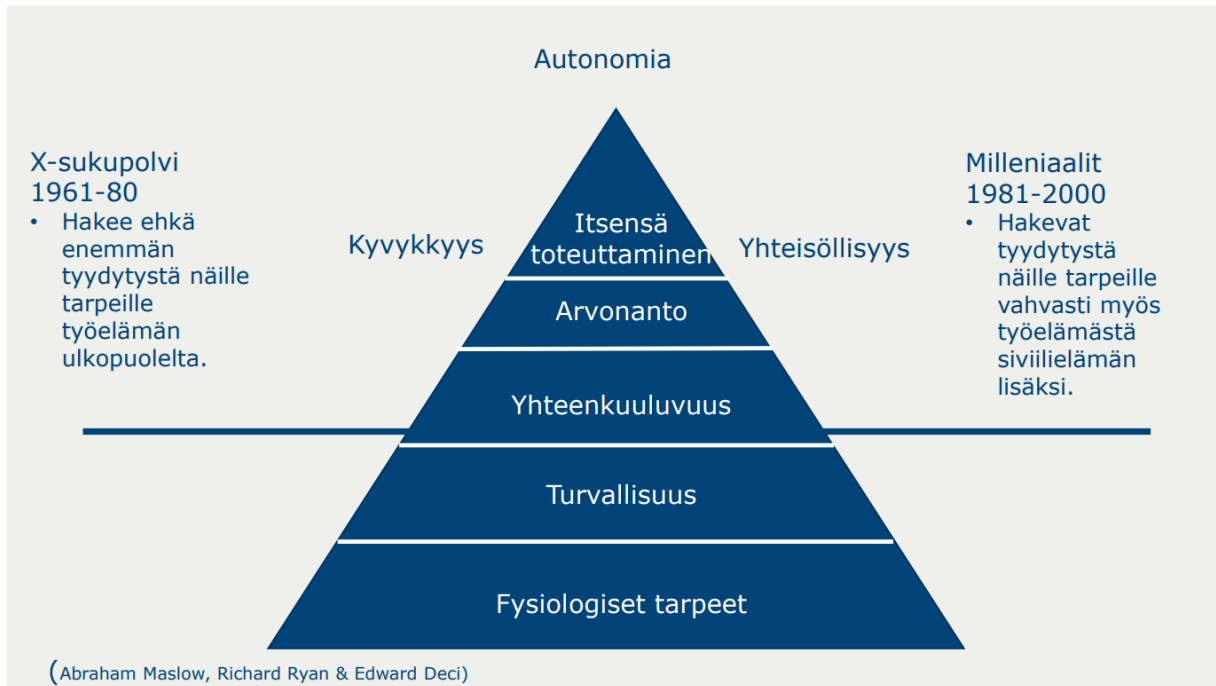 Autonomia
X-sukupolvi
1961-80
• Hakee ehkä
enemmän
tyydytystä näille
tarpeille
työelämän
ulkopuolelta.
Kyvykkyys
Itsensä
toteuttaminen
Yhteisöllisyys
Milleniaalit
1981-2000
• Hakevat
tyydytystä
näille tarpeille
vahvasti myös
työelämästä
siviilielämän
lisäksi.
Arvonanto
Yhteenkuuluvuus
Turvallisuus
Fysiologiset tarpeet
(Abraham Maslow, Richard Ryan & Edward Deci)